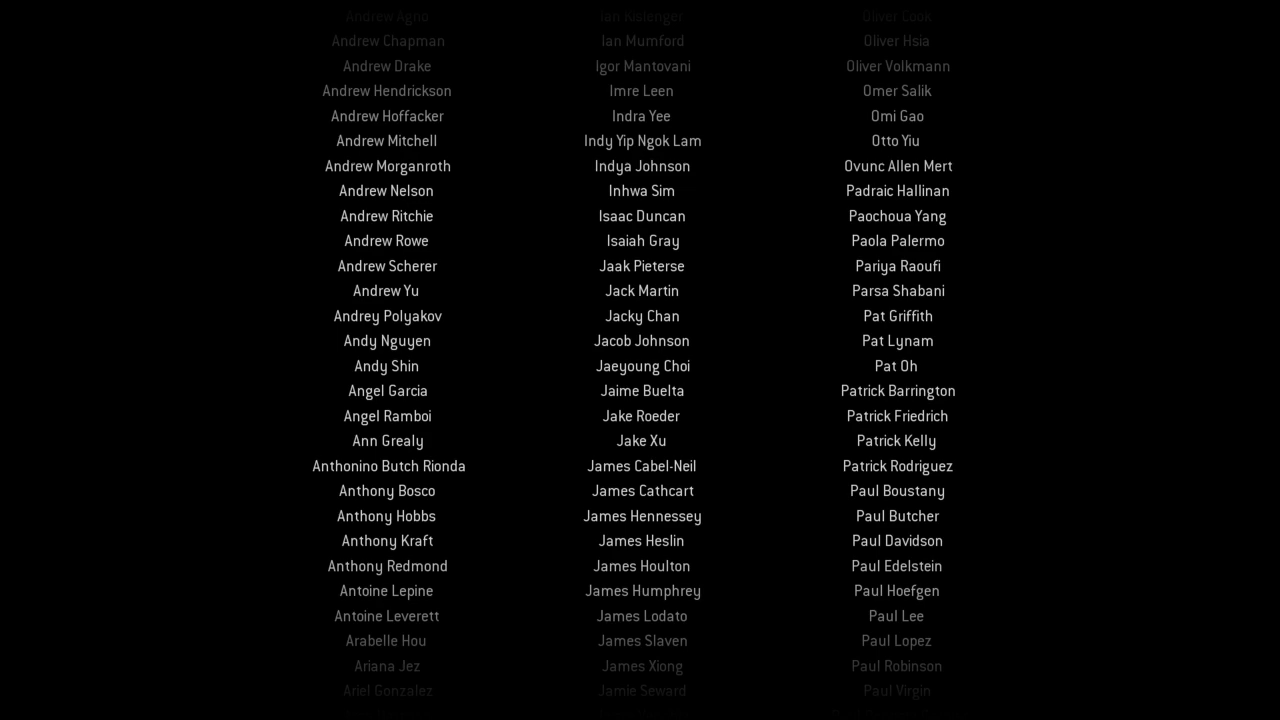 Andrew Agno
Andrew Chapman
Andrew Drake
Andrew Hendrickson
Andrew Hoffacker
Andrew Mitchell
Andrew Morganroth
Andrew Nelson
Andrew Ritchie
Andrew Rowe
Andrew Scherer
Andrew Yu
Andrey Polyakov
Andy Nguyen
Andy Shin
Angel Garcia
Angel Ramboi
Ann Grealy
Anthonino Butch Rionda
Anthony Bosco
Anthony Hobbs
Anthony Kraft
Anthony Redmond
Antoine Lepine
Antoine Leverett
Arabelle Hou
Ariana Jez
Ariel Gonzalez
Ian
Ian Mumford
Igor Mantovani
Imre Leen
Indra Yee
Indy Yip Ngok Lam
Indya Johnson
Inhwa Sim
Isaac Duncan
Isaiah Gray
Jaak Pieterse
Jack Martin
Jacky Chan
Jacob Johnson
Jaeyoung Choi
Jaime Buelta
Jake Roeder
Jake Xu
James Cabel-Neil
James Cathcart
James Hennessey
James Heslin
James Houlton
James Humphrey
James Lodato
James Slaven
James Xiong
Jamie Seward
Oliver Cook
Oliver Hsia
Oliver Volkmann
Omer Salik
Omi Gao
Otto Yiu
Ovunc Allen Mert
Padraic Hallinan
Paochoua Yang
Paola Palermo
Pariya Raoufi
Parsa Shabani
Pat Griffith
Pat Lynam
Pat Oh
Patrick Barrington
Patrick Friedrich
Patrick Kelly
Patrick Rodriguez
Paul Boustany
Paul Butcher
Paul Davidson
Paul Edelstein
Paul Hoefgen
Paul Lee
Paul Lopez
Paul Robinson
Paul Virgin